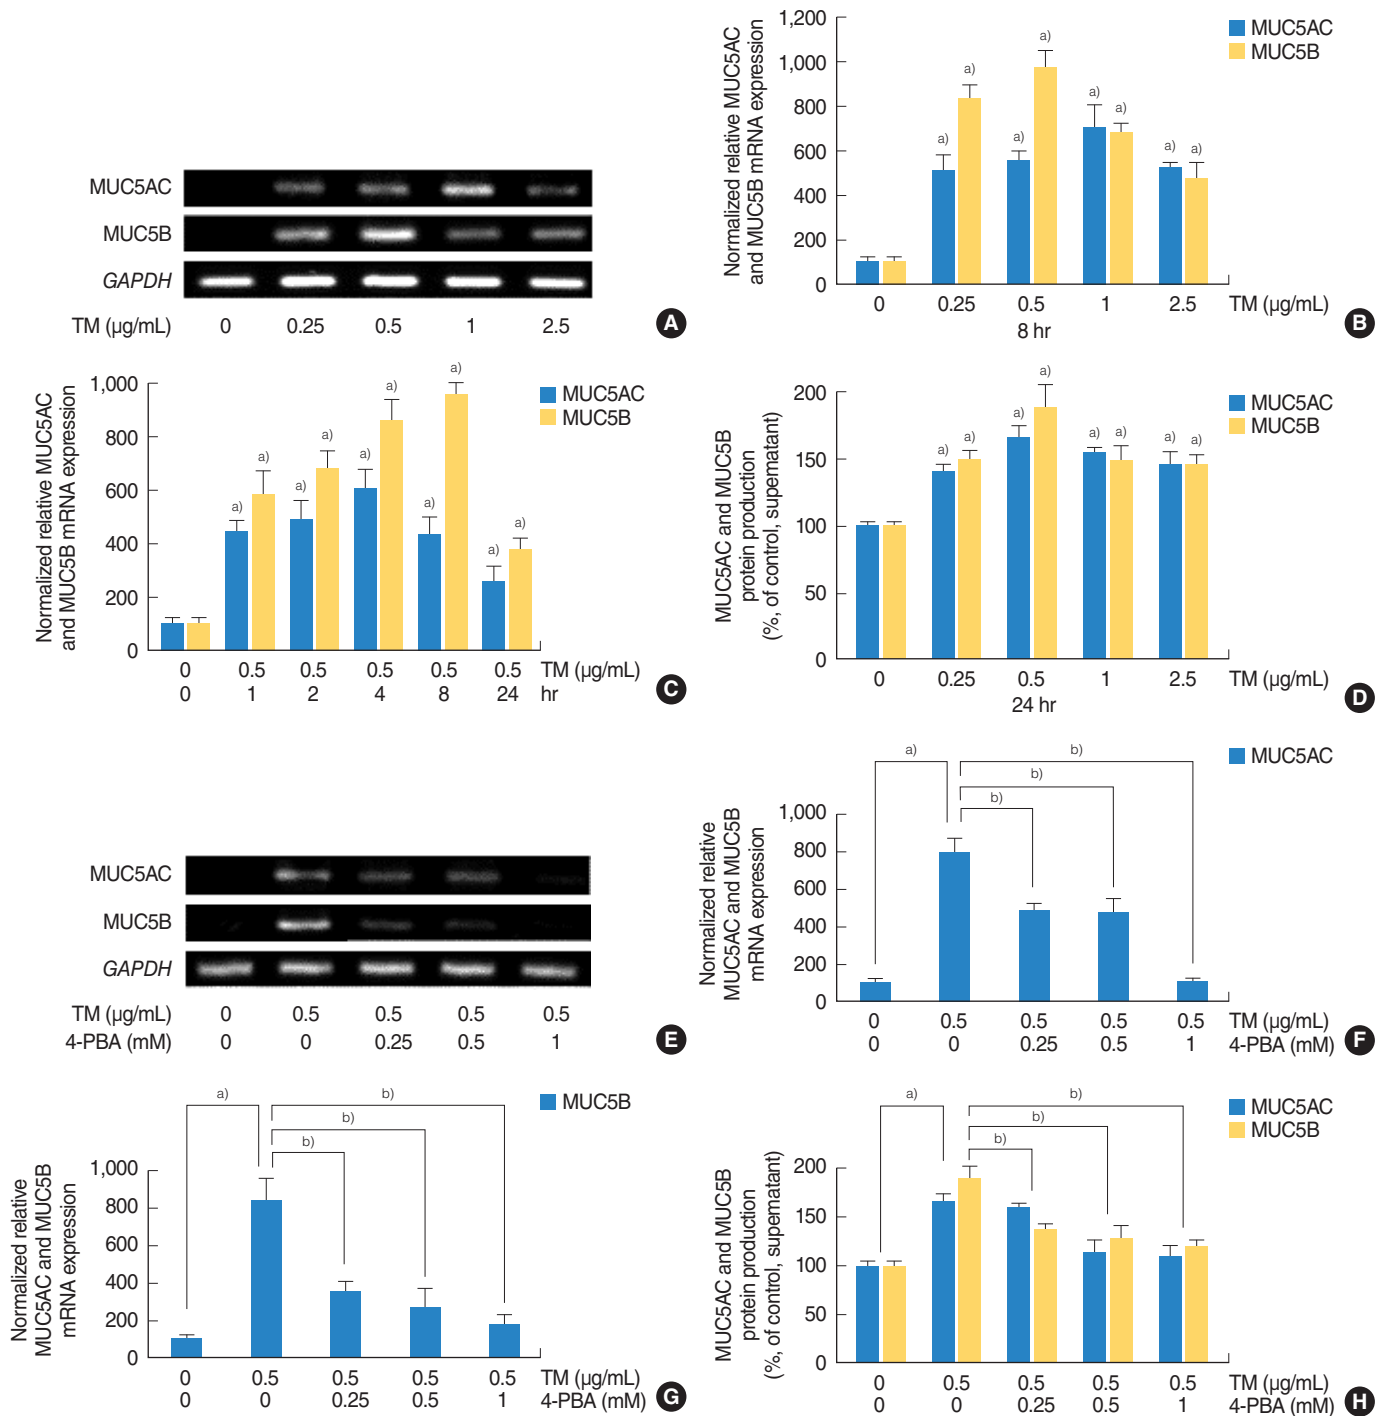 MUC5AC
MUC5B
GAPDH
TM (µg/mL) 0 0.25 0.5 1 2.5
A
Normalized relative MUC5AC
and MUC5B mRNA expression
1,200
1,000
800
600
400
200
0
a) a) a) a) a) a) a) a)
MUC5AC
MUC5B
0 0.25 0.5 1 2.5 TM (µg/mL)
8 hr
B
Normalized relative MUC5AC
and MUC5B mRNA expression
1,000
800
600
400
200
0
a) a) a) a) a) a) a) a) a) a)
MUC5AC
MUC5B
0 0.5 0.5 0.5 0.5 0.5 TM (µg/mL)
0 1 2 4 8 24 hr
C
MUC5AC and MUC5B
protein production
(%, of control, supernatant)
200
150
100
50
0
a) a) a) a) a) a) a) a)
MUC5AC
MUC5B
0 0.25 0.5 1 2.5 TM (µg/mL)
24 hr
D
MUC5AC
MUC5B
GAPDH
TM (µg/mL) 0 0.5 0.5 0.5 0.5
4-PBA (mM) 0 0 0.25 0.5 1
E
Normalized relative
MUC5AC and MUC5B
mRNA expression
1,000
800
600
400
200
0
a) b)
b)
b)
MUC5AC
0 0.5 0.5 0.5 0.5 TM (µg/mL)
0 0 0.25 0.5 1 4-PBA (mM)
F
Normalized relative
MUC5AC and MUC5B
mRNA expression
1,000
800
600
400
200
0
a) b)
b)
b)
MUC5B
0 0.5 0.5 0.5 0.5 TM (µg/mL)
0 0 0.25 0.5 1 4-PBA (mM)
G
MUC5AC and MUC5B
protein production
(%, of control, supernatant)
200
150
100
50
0
a) b)
b)
b)
MUC5AC
MUC5B
0 0.5 0.5 0.5 0.5 TM (µg/mL)
0 0 0.25 0.5 1 4-PBA (mM)
H